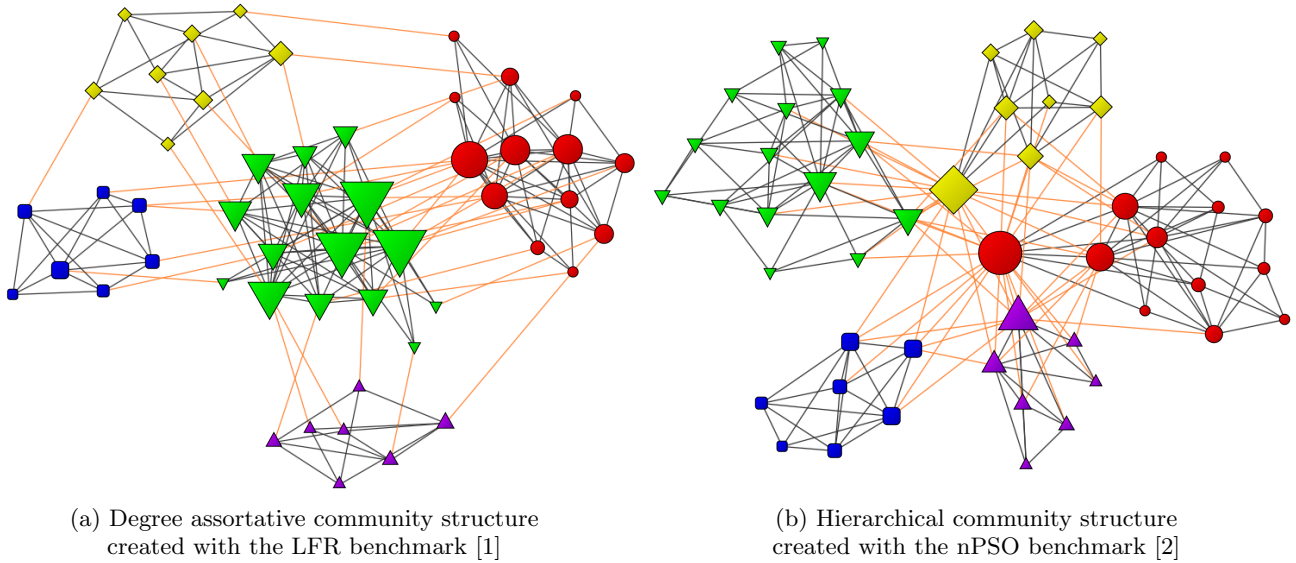 (a) Degree assortative community structure
created with the LFR benchmark [1]
(b) Hierarchical community structure
created with the nPSO benchmark [2]